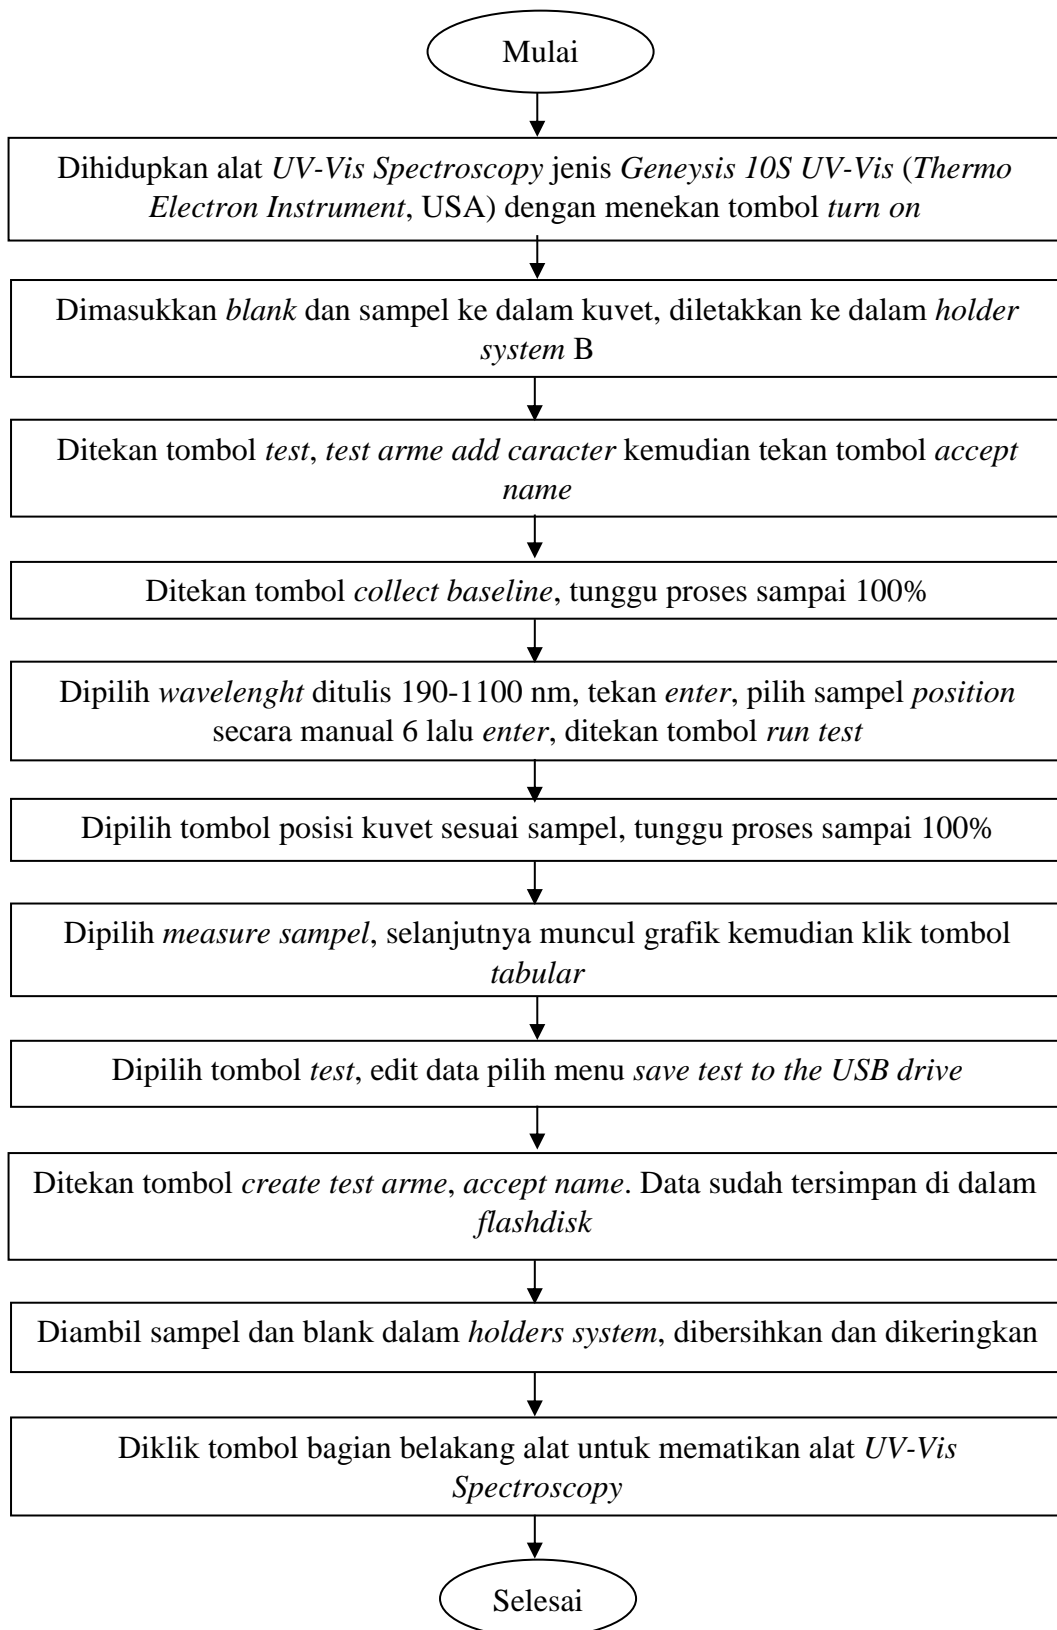 Mulai
Dihidupkan alat UV-Vis Spectroscopy jenis Geneysis 10S UV-Vis (Thermo
Electron Instrument, USA) dengan menekan tombol turn on
Dimasukkan blank dan sampel ke dalam kuvet, diletakkan ke dalam holder
system B
Ditekan tombol test, test arme add caracter kemudian tekan tombol accept
name
Ditekan tombol collect baseline, tunggu proses sampai 100%
Dipilih wavelenght ditulis 190-1100 nm, tekan enter, pilih sampel position
secara manual 6 lalu enter, ditekan tombol run test
Dipilih tombol posisi kuvet sesuai sampel, tunggu proses sampai 100%
Dipilih measure sampel, selanjutnya muncul grafik kemudian klik tombol
tabular
Dipilih tombol test, edit data pilih menu save test to the USB drive
Ditekan tombol create test arme, accept name. Data sudah tersimpan di dalam
flashdisk
Diambil sampel dan blank dalam holders system, dibersihkan dan dikeringkan
Diklik tombol bagian belakang alat untuk mematikan alat UV-Vis
Spectroscopy
Selesai